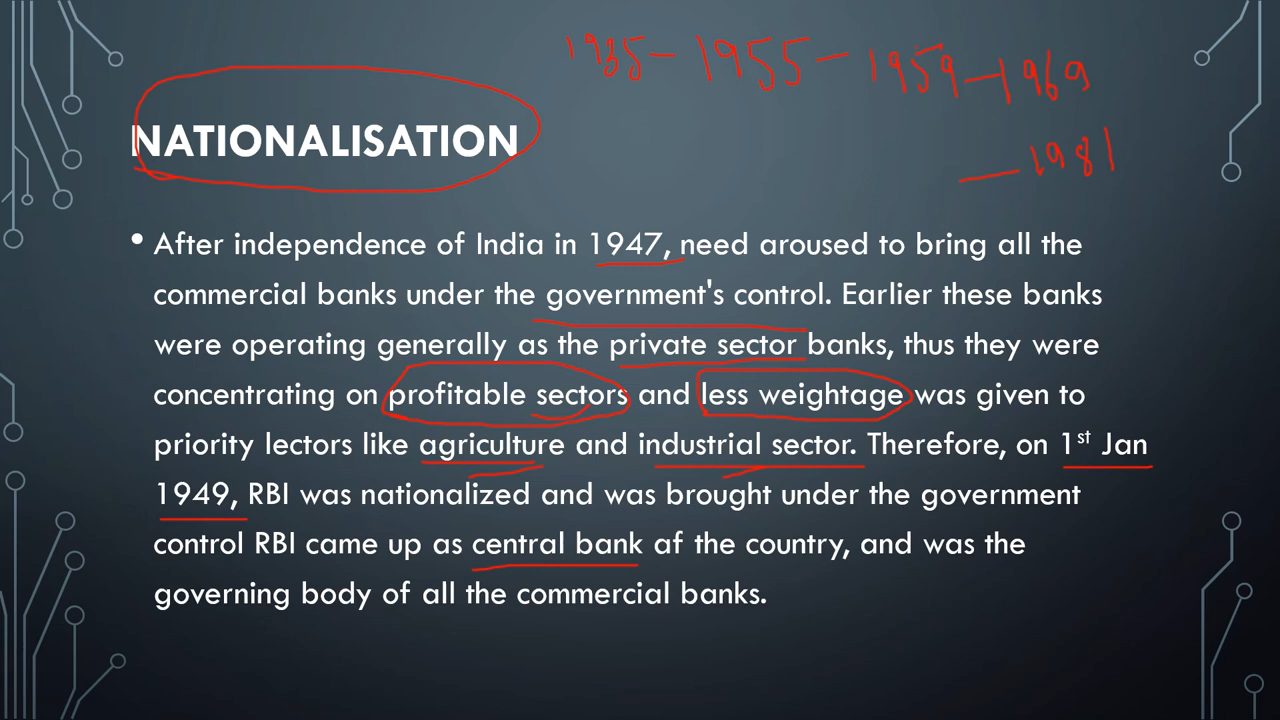 1935 - 1955 - 1959 - 1969
- 1981
NATIONALISATION
• After independence of India in 1947, need aroused to bring all the
commercial banks under the government's control. Earlier these banks
were operating generally as the private sector banks, thus they were
concentrating on profitable sectors and less weightage was given to
priority lectors like agriculture and industrial sector. Therefore, on 1st Jan
1949, RBI was nationalized and was brought under the government
control RBI came up as central bank af the country, and was the
governing body of all the commercial banks.